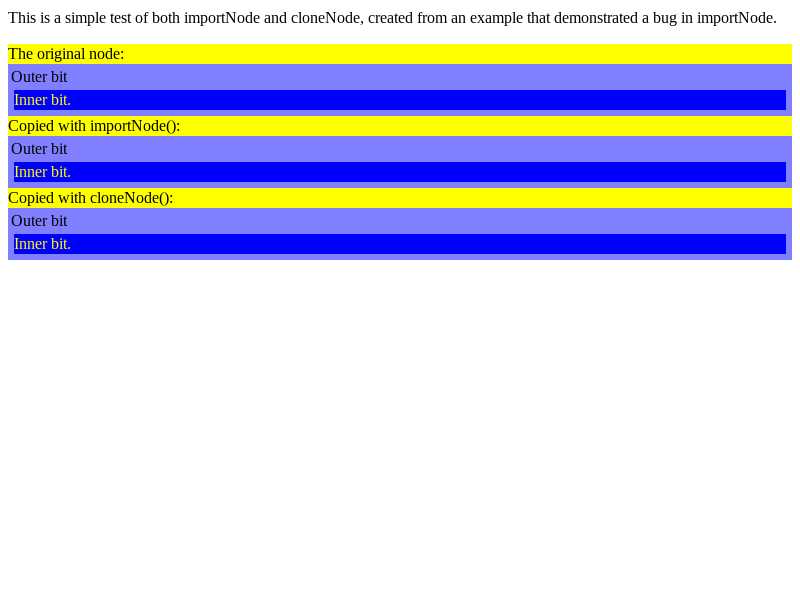 This is a simple test of both importNode and cloneNode, created from an example that demonstrated a bug in importNode.
The original node:
Outer bit
Inner bit.
Copied with importNode():
Outer bit
Inner bit.
Copied with cloneNode():
Outer bit
Inner bit.